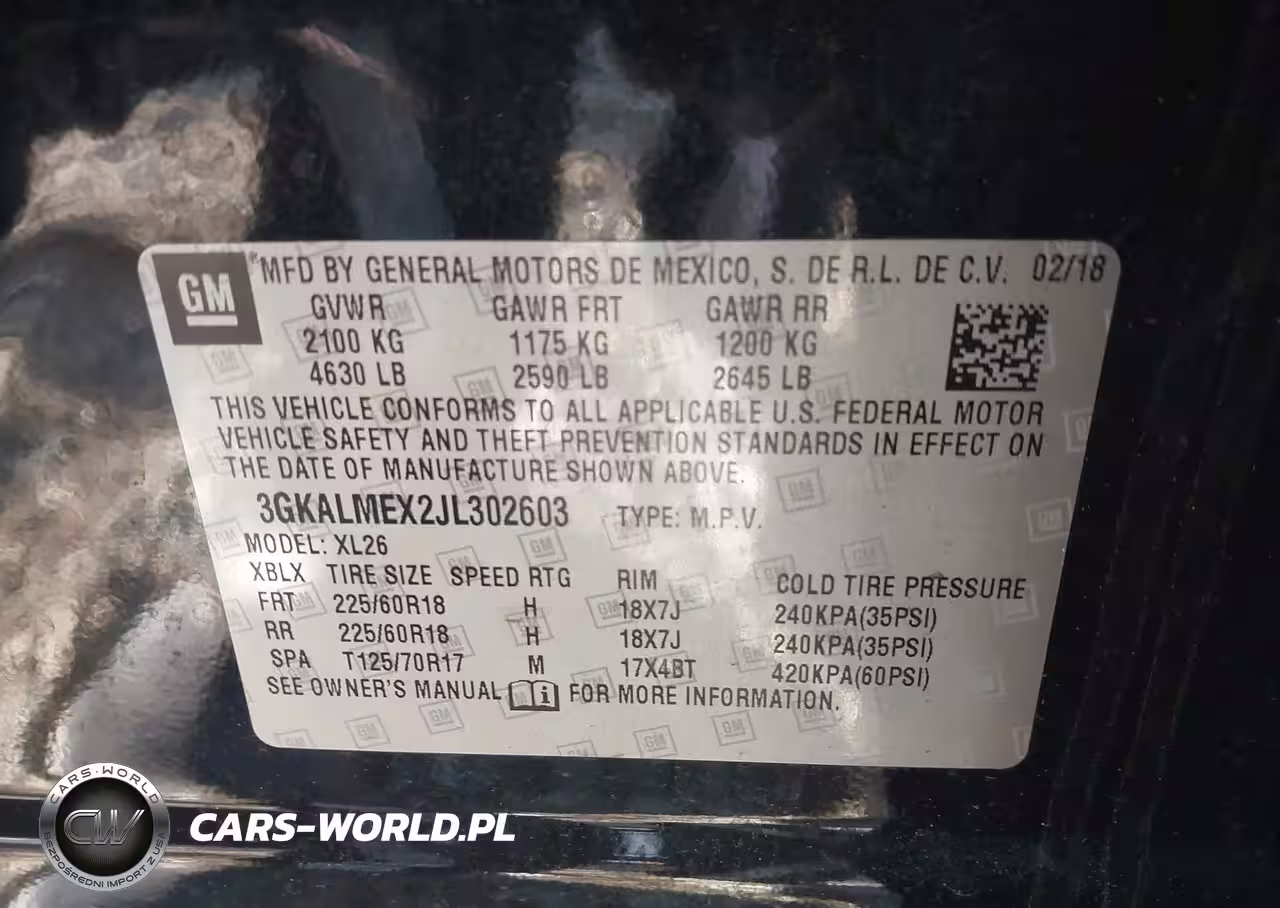 GM
MFD BY GENERAL MOTORS DE MEXICO, S. DE R.L. DE C.V. 02/18
GVWR GAWR FRT GAWR RR
2100 KG 1175 KG 1200 KG
4630 LB 2590 LB 2645 LB
THIS VEHICLE CONFORMS TO ALL APPLICABLE U.S. FEDERAL MOTOR
VEHICLE SAFETY AND THEFT PREVENTION STANDARDS IN EFFECT ON
THE DATE OF MANUFACTURE SHOWN ABOVE.
3GKALMEX2JL302603 TYPE: M.P.V.
MODEL: XL26
XBLX TIRE SIZE SPEED RTG RIM COLD TIRE PRESSURE
FRT 225/60R18 H 18X7J 240KPA(35PSI)
RR 225/60R18 H 18X7J 240KPA(35PSI)
SPA T125/70R17 M 17X4BT 420KPA(60PSI)
SEE OWNER'S MANUAL FOR MORE INFORMATION.
CARS-WORLD
CW
BEZPOŚREDNI IMPORT Z USA
CARS-WORLD.PL